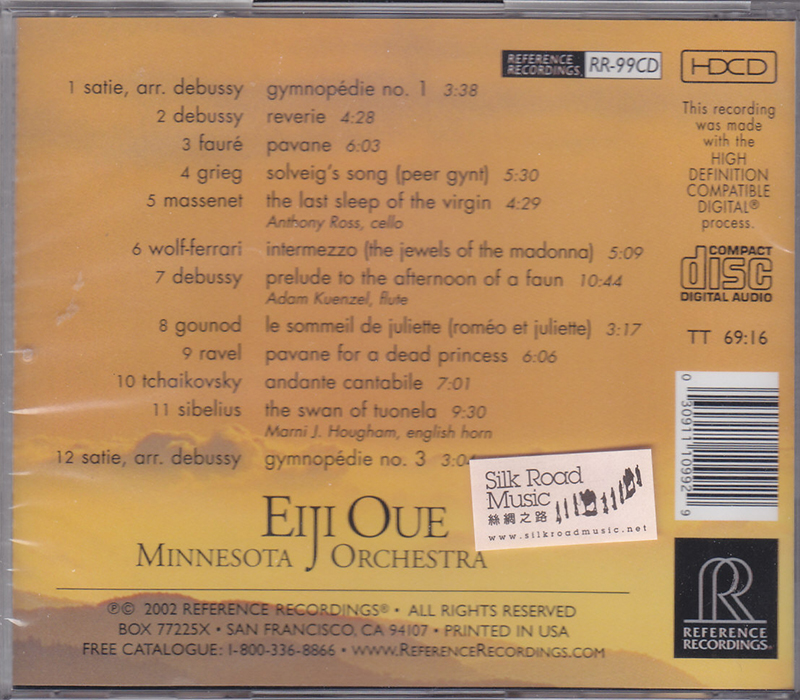 REFERENCE RECORDINGS. RR-99CD
HDCD
1 satie, arr. debussy gymnopédie no. 1 3:38
2 debussy reverie 4:28
3 fauré pavane 6:03
4 grieg solveig's song (peer gynt) 5:30
5 massenet the last sleep of the virgin 4:29
Anthony Ross, cello
6 wolf-ferrari intermezzo (the jewels of the madonna) 5:09
7 debussy prelude to the afternoon of a faun 10:44
Adam Kuenzel, flute
8 gounod le sommeil de juliette (roméo et juliette) 3:17
9 ravel pavane for a dead princess 6:06
10 tchaikovsky andante cantabile 7:01
11 sibelius the swan of tuonela 9:30
Marni J. Hougham, english horn
12 satie, arr. debussy gymnopédie no. 3 3:04
This recording
was made
with the
HIGH
DEFINITION
COMPATIBLE
DIGITAL®
process.
COMPACT
disc
DIGITAL AUDIO
TT 69:16
0 30911 10992 9
Silk Road
Music
絲綢之路
www.silkroadmusic.net
EIJI OUE
MINNESOTA ORCHESTRA
℗© 2002 REFERENCE RECORDINGS® • ALL RIGHTS RESERVED
BOX 77225X • SAN FRANCISCO, CA 94107 • PRINTED IN USA
FREE CATALOGUE: 1-800-336-8866 • WWW.REFERENCERECORDINGS.COM
RR
REFERENCE
RECORDINGS®